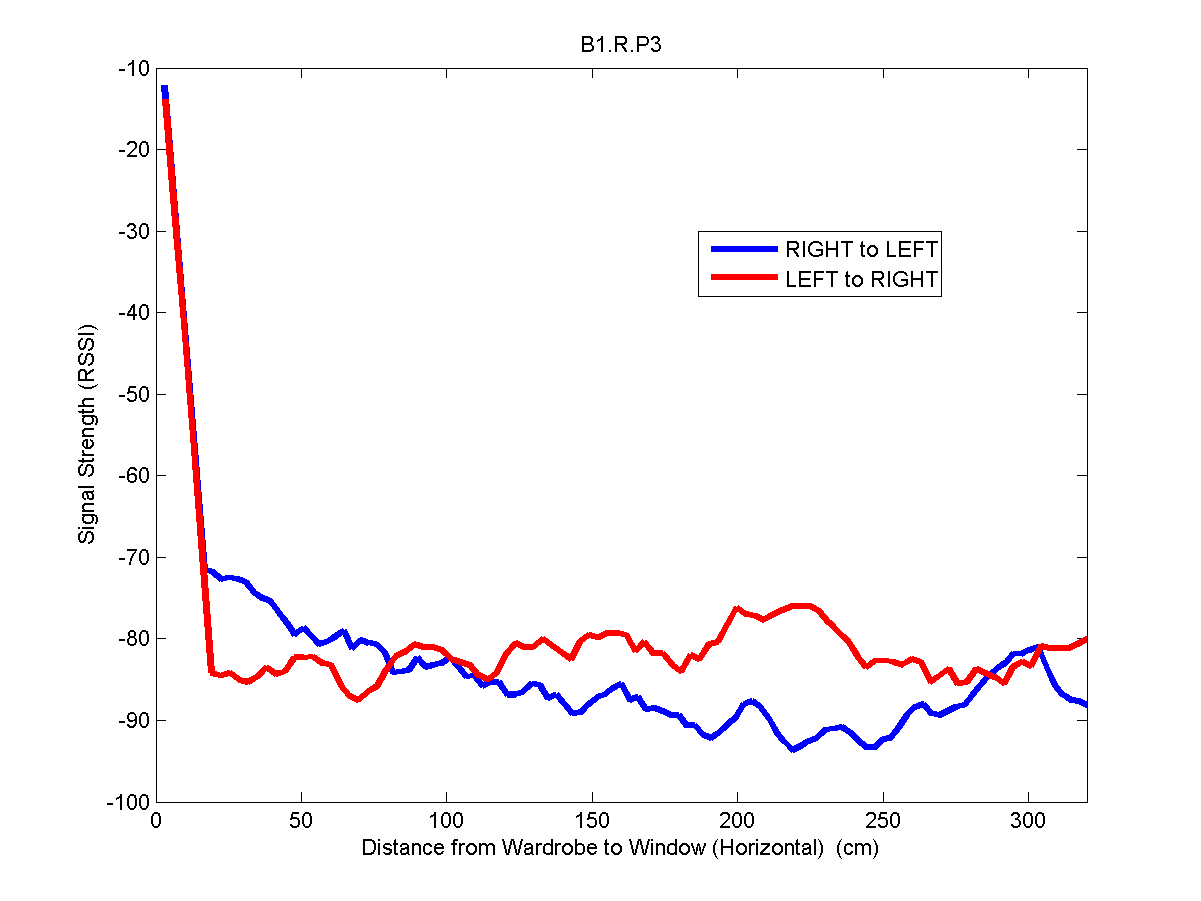 B1.R.P3
-10
-20
-30
RIGHT to LEFT
LEFT to RIGHT
-40
-50
-60
-70
-80
-90
-100
Signal Strength (RSSI)
0 50 100 150 200 250 300
Distance from Wardrobe to Window (Horizontal)  (cm)